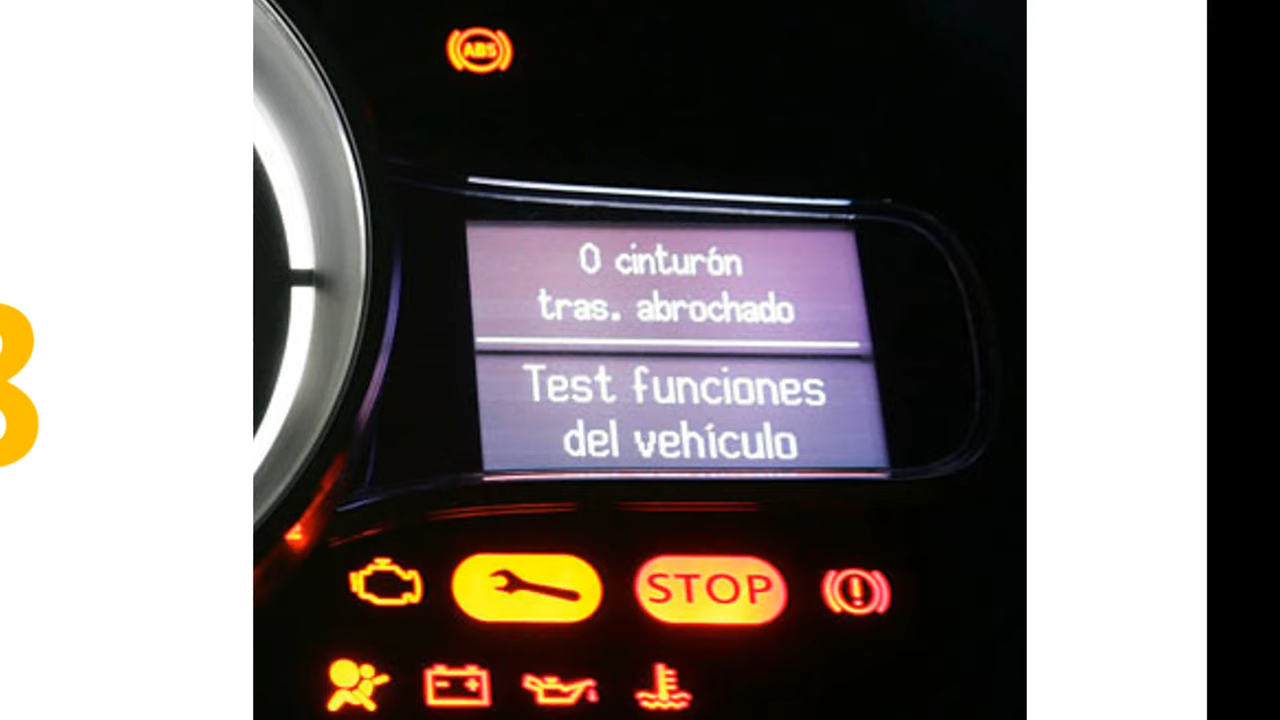 ABS
0 cinturón
tras. abrochado
Test funciones
del vehículo
STOP